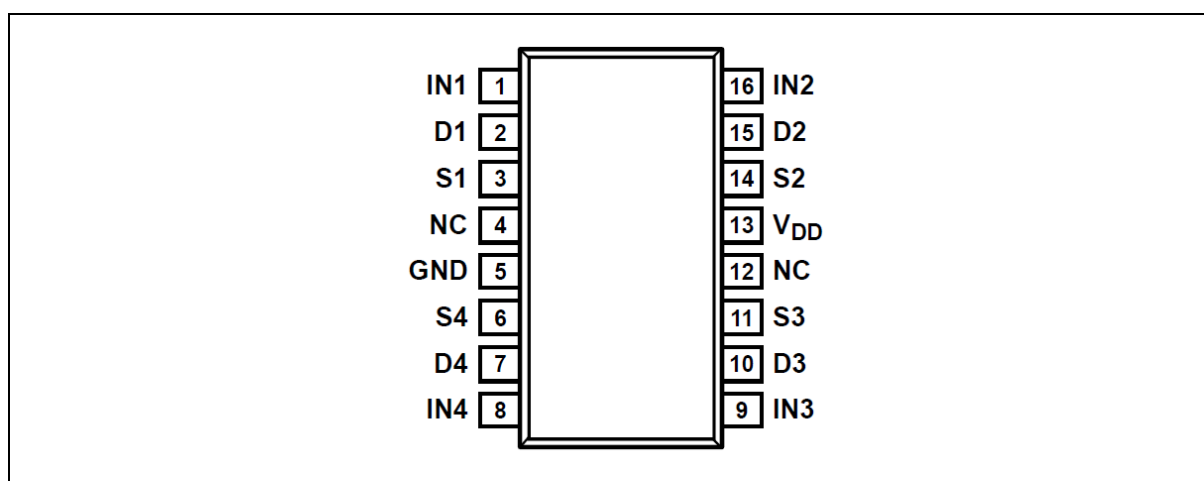 IN1 1 16 IN2
D1 2 15 D2
S1 3 14 S2
NC 4 13 VDD
GND 5 12 NC
S4 6 11 S3
D4 7 10 D3
IN4 8 9 IN3